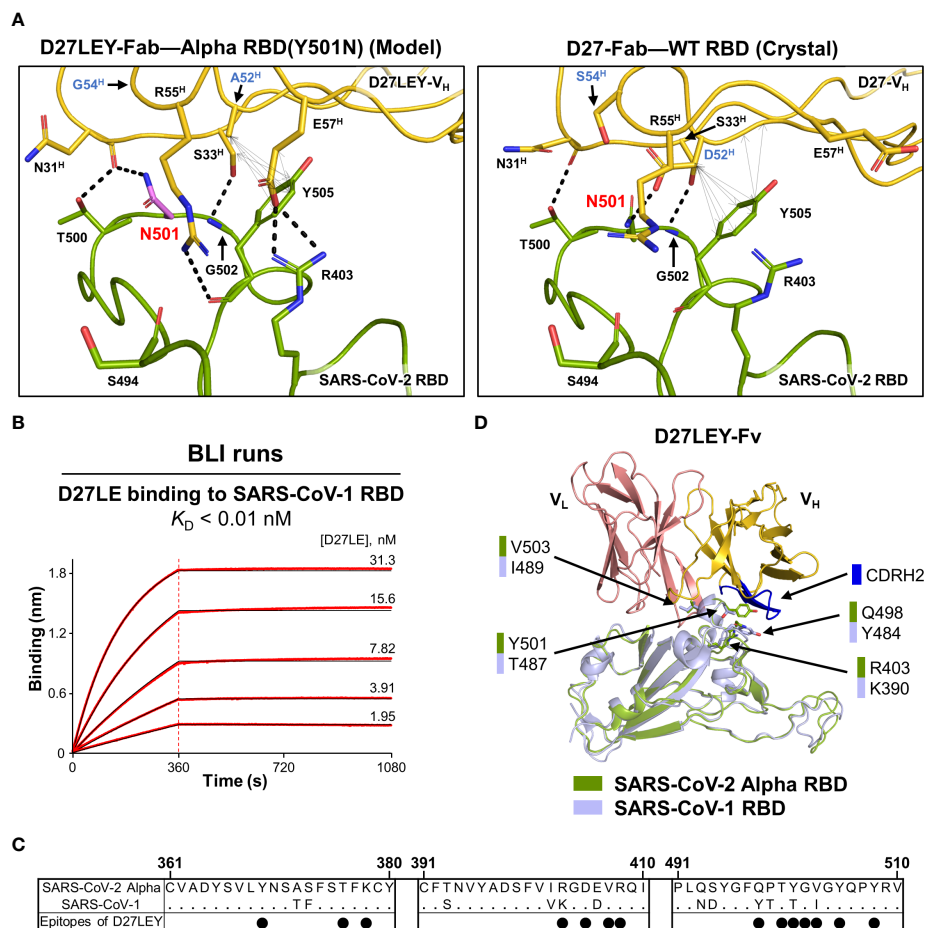 A
D27LEY-Fab—Alpha RBD(Y501N) (Model)
D27-Fab—WT RBD (Crystal)
G54ᴴ
R55ᴴ
A52ᴴ
D27LEY-V_H
E57ᴴ
S33ᴴ
N31ᴴ
Y505
T500
N501
G502
R403
S494
SARS-CoV-2 RBD
S54ᴴ
D27-V_H
R55ᴴ
S33ᴴ
N31ᴴ
D52ᴴ
E57ᴴ
N501
Y505
T500
G502
R403
S494
SARS-CoV-2 RBD
B
BLI runs
D27LE binding to SARS-CoV-1 RBD
K_D < 0.01 nM
[D27LE], nM
31.3
15.6
7.82
3.91
1.95
Binding (nm)
1.8
1.2
0.6
0
0 360 720 1080
Time (s)
D
D27LEY-Fv
V_L
V_H
V503
I489
CDRH2
Q498
Y484
Y501
T487
R403
K390
SARS-CoV-2 Alpha RBD
SARS-CoV-1 RBD
C
361 380 391 410 491 510
SARS-CoV-2 Alpha CVADYSVLYNSASFSTFKCY CFTNVYADSFVIRGDEVRQI PLQSYGFQPTYGVGYQPYRV
SARS-CoV-1 ...........TF....... ..S........VK..D.... ..ND...Y..T.I.......
Epitopes of D27LEY